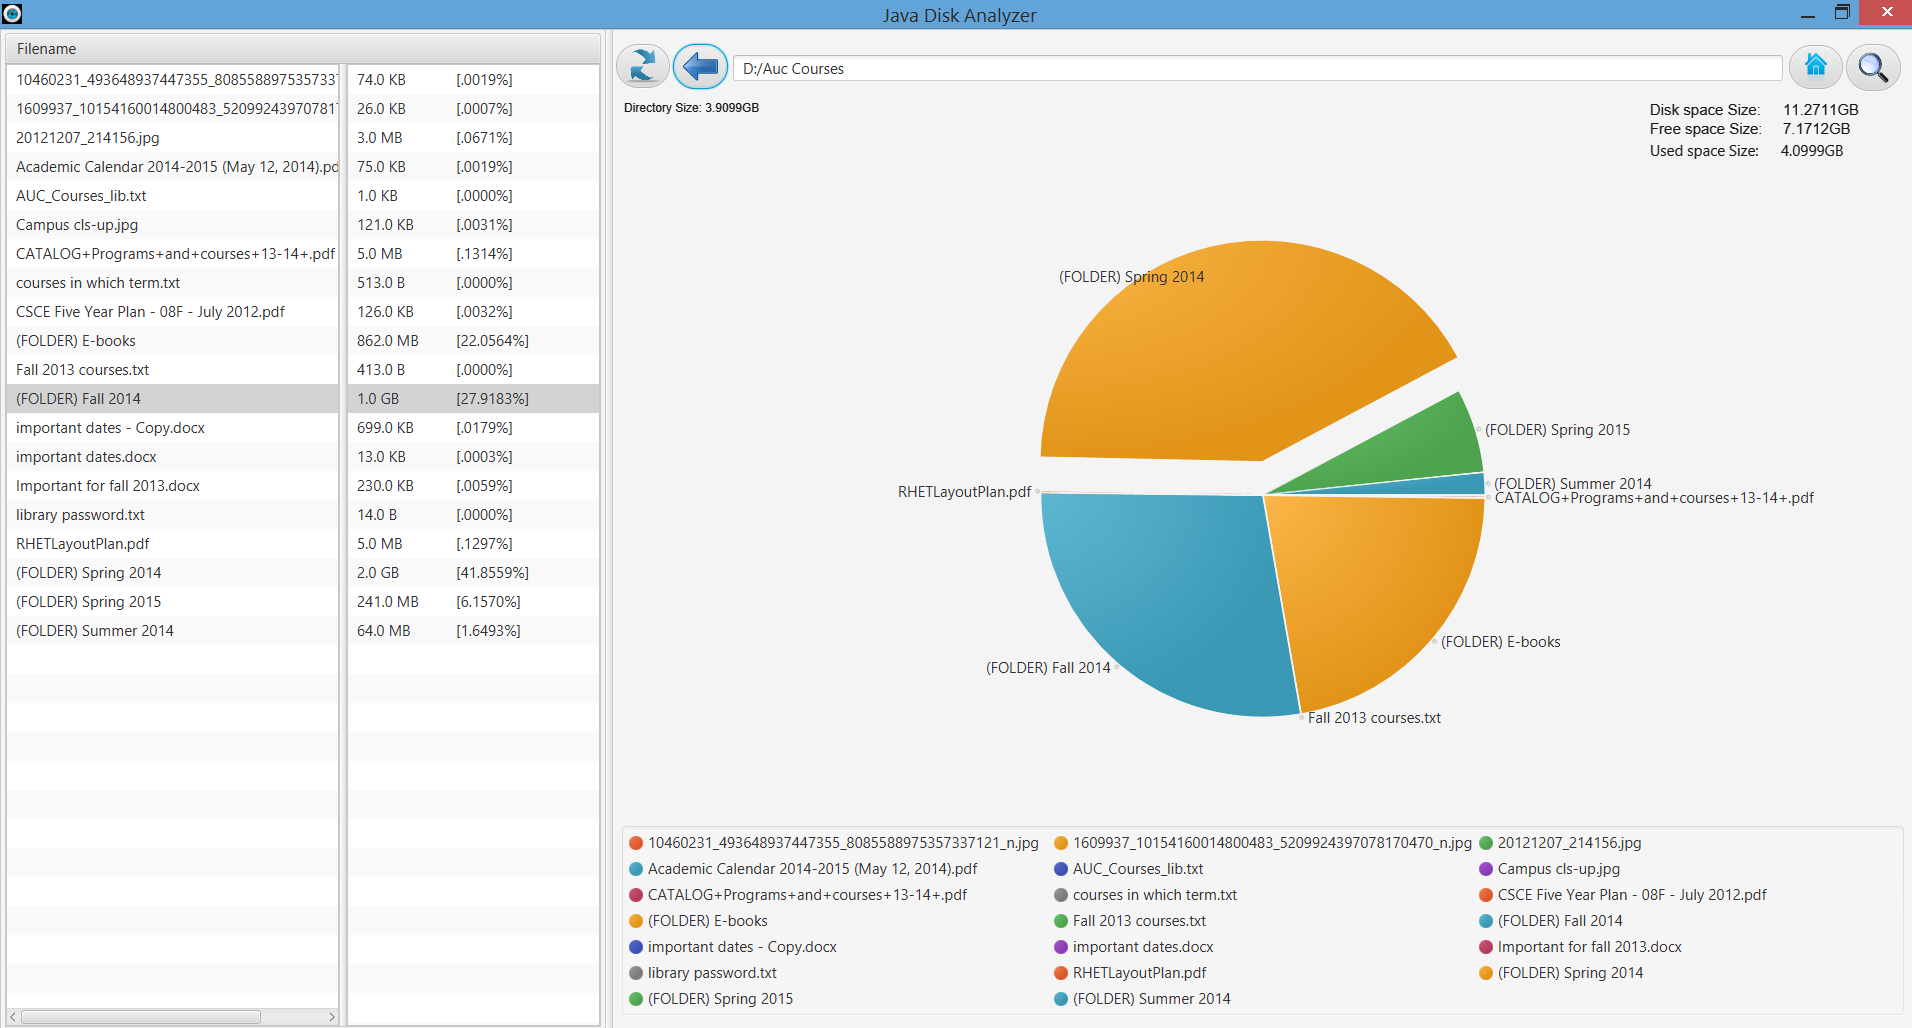 Java Disk Analyzer
Filename
10460231_493648937447355_8085588975357337 74.0 KB [.0019%]
1609937_10154160014800483_52099243970781 26.0 KB [.0007%]
20121207_214156.jpg 3.0 MB [.0671%]
Academic Calendar 2014-2015 (May 12, 2014).pd 75.0 KB [.0019%]
AUC_Courses_lib.txt 1.0 KB [.0000%]
Campus cls-up.jpg 121.0 KB [.0031%]
CATALOG+Programs+and+courses+13-14+.pdf 5.0 MB [.1314%]
courses in which term.txt 513.0 B [.0000%]
CSCE Five Year Plan - 08F - July 2012.pdf 126.0 KB [.0032%]
(FOLDER) E-books 862.0 MB [22.0564%]
Fall 2013 courses.txt 413.0 B [.0000%]
(FOLDER) Fall 2014 1.0 GB [27.9183%]
important dates - Copy.docx 699.0 KB [.0179%]
important dates.docx 13.0 KB [.0003%]
Important for fall 2013.docx 230.0 KB [.0059%]
library password.txt 14.0 B [.0000%]
RHETLayoutPlan.pdf 5.0 MB [.1297%]
(FOLDER) Spring 2014 2.0 GB [41.8559%]
(FOLDER) Spring 2015 241.0 MB [6.1570%]
(FOLDER) Summer 2014 64.0 MB [1.6493%]
D:/Auc Courses
Directory Size: 3.9099GB
Disk space Size: 11.2711GB
Free space Size: 7.1712GB
Used space Size: 4.0999GB
(FOLDER) Spring 2014
(FOLDER) Spring 2015
(FOLDER) Summer 2014
RHETLayoutPlan.pdf
CATALOG+Programs+and+courses+13-14+.pdf
(FOLDER) E-books
(FOLDER) Fall 2014
Fall 2013 courses.txt
10460231_493648937447355_8085588975357337121_n.jpg 1609937_10154160014800483_5209924397078170470_n.jpg 20121207_214156.jpg
Academic Calendar 2014-2015 (May 12, 2014).pdf AUC_Courses_lib.txt Campus cls-up.jpg
CATALOG+Programs+and+courses+13-14+.pdf courses in which term.txt CSCE Five Year Plan - 08F - July 2012.pdf
(FOLDER) E-books Fall 2013 courses.txt (FOLDER) Fall 2014
important dates - Copy.docx important dates.docx Important for fall 2013.docx
library password.txt RHETLayoutPlan.pdf (FOLDER) Spring 2014
(FOLDER) Spring 2015 (FOLDER) Summer 2014